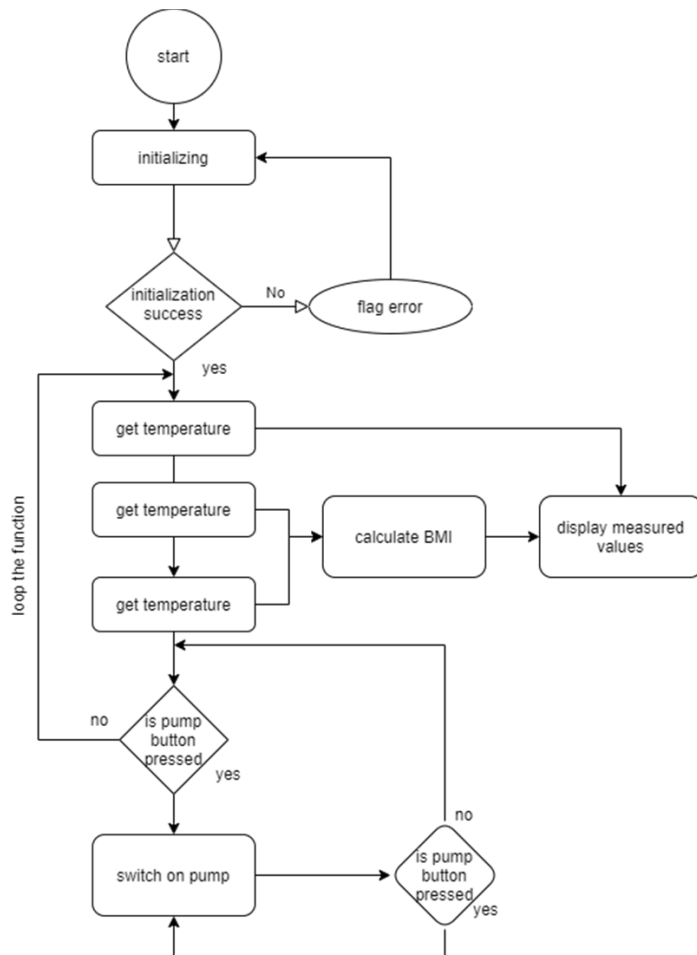 start
initializing
initialization
success
No
flag error
yes
get temperature
get temperature
calculate BMI
display measured
values
get temperature
loop the function
no
is pump
button
pressed
yes
no
switch on pump
is pump
button
pressed
yes